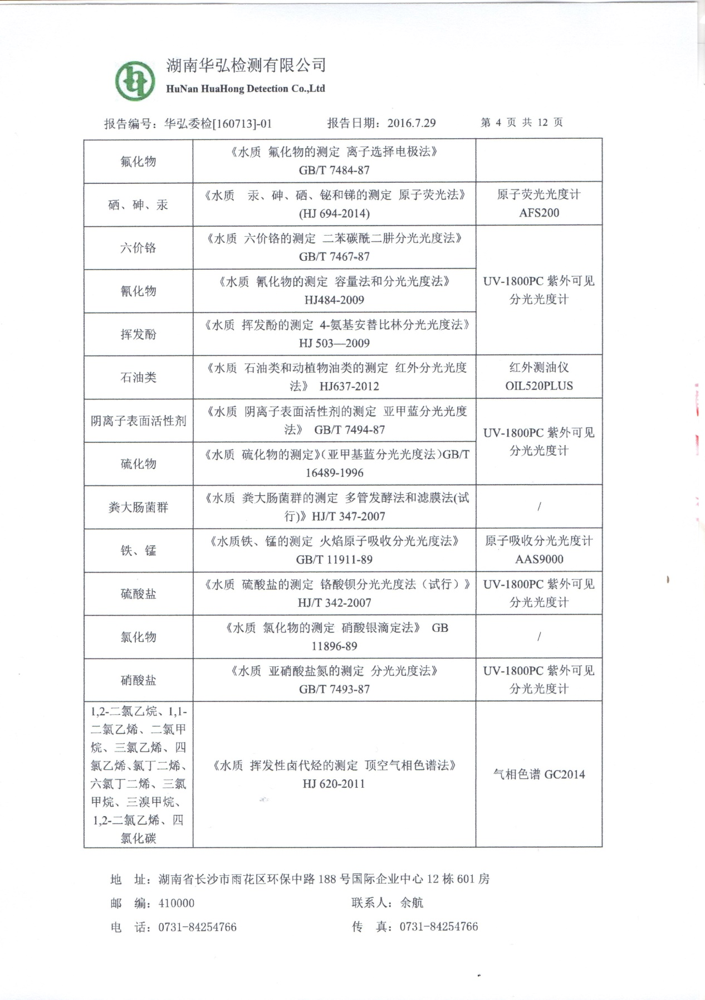 湖南华弘检测有限公司
HuNan HuaHong Detection Co.,Ltd
报告编号：华弘委检[160713]-01 报告日期：2016.7.29 第 4 页 共 12 页
氟化物
《水质 氟化物的测定 离子选择电极法》
GB/T 7484-87
硒、砷、汞
《水质 汞、砷、硒、铋和锑的测定 原子荧光法》
(HJ 694-2014)
原子荧光光度计
AFS200
六价铬
《水质 六价铬的测定 二苯碳酰二肼分光光度法》
GB/T 7467-87
UV-1800PC 紫外可见
分光光度计
氰化物
《水质 氰化物的测定 容量法和分光光度法》
HJ484-2009
挥发酚
《水质 挥发酚的测定 4-氨基安替比林分光光度法》
HJ 503—2009
石油类
《水质 石油类和动植物油类的测定 红外分光光度
法》 HJ637-2012
红外测油仪
OIL520PLUS
阴离子表面活性剂
《水质 阴离子表面活性剂的测定 亚甲蓝分光光度
法》 GB/T 7494-87
UV-1800PC 紫外可见
分光光度计
硫化物
《水质 硫化物的测定》（亚甲基蓝分光光度法）GB/T
16489-1996
粪大肠菌群
《水质 粪大肠菌群的测定 多管发酵法和滤膜法(试
行)》HJ/T 347-2007
/
铁、锰
《水质铁、锰的测定 火焰原子吸收分光光度法》
GB/T 11911-89
原子吸收分光光度计
AAS9000
硫酸盐
《水质 硫酸盐的测定 铬酸钡分光光度法（试行）》
HJ/T 342-2007
UV-1800PC 紫外可见
分光光度计
氯化物
《水质 氯化物的测定 硝酸银滴定法》 GB
11896-89
/
硝酸盐
《水质 亚硝酸盐氮的测定 分光光度法》
GB/T 7493-87
UV-1800PC 紫外可见
分光光度计
1,2-二氯乙烷、1,1-
二氯乙烯、二氯甲
烷、三氯乙烯、四
氯乙烯、氯丁二烯、
六氯丁二烯、三氯
甲烷、三溴甲烷、
1,2-二氯乙烯、四
氯化碳
《水质 挥发性卤代烃的测定 顶空气相色谱法》
HJ 620-2011
气相色谱 GC2014
地 址：湖南省长沙市雨花区环保中路 188 号国际企业中心 12 栋 601 房
邮 编：410000 联系人：余航
电 话：0731-84254766 传 真：0731-84254766